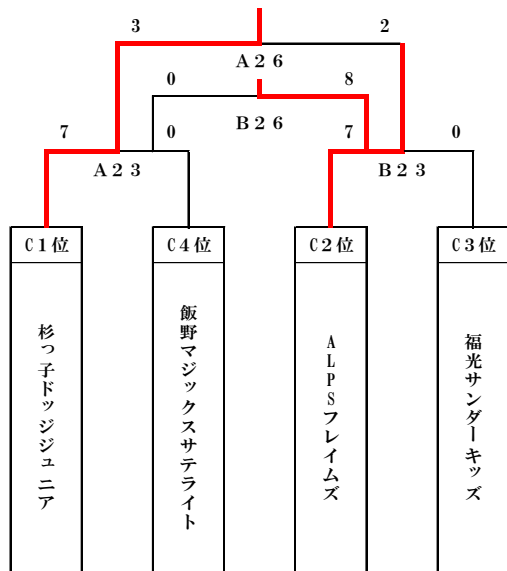 3 2
A26
0 8
B26
7 0 7 0
A23 B23
C1位 C4位 C2位 C3位
杉っ子ドッジジュニア
飯野マジックスサテライト
ALPSフレイムズ
福光サンダーキッズ